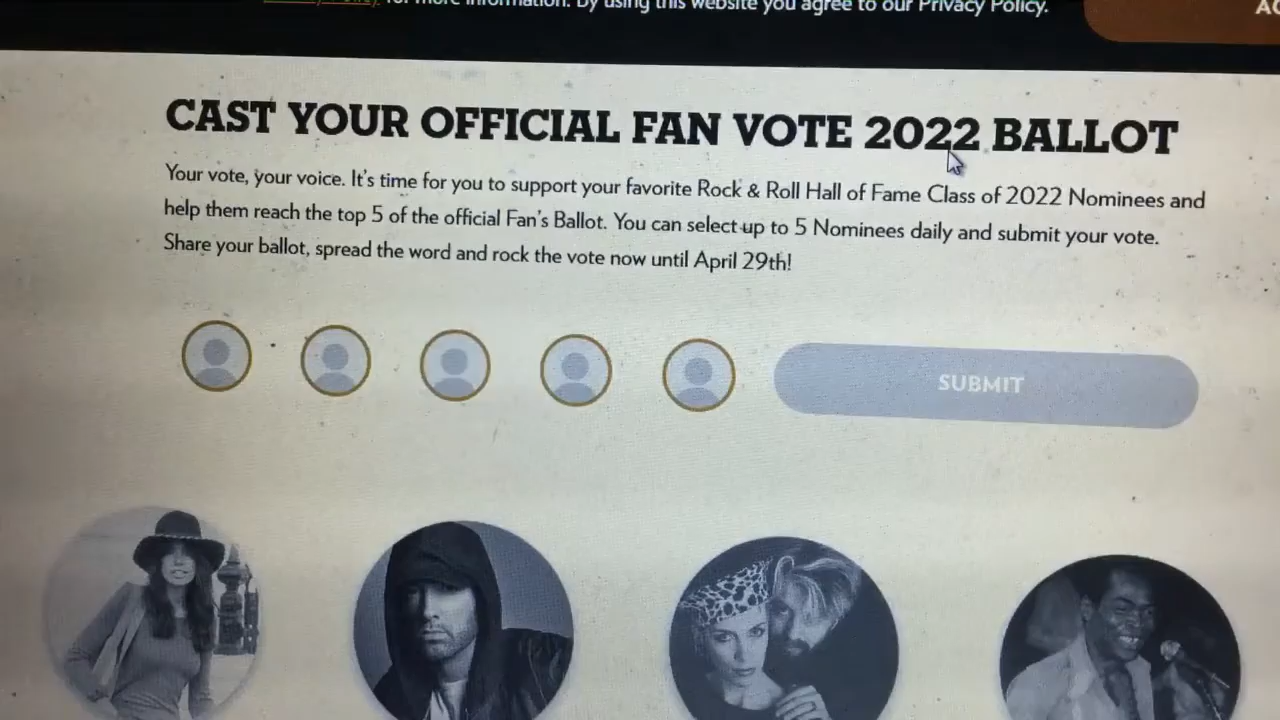 for more information. By using this website you agree to our Privacy Policy.
CAST YOUR OFFICIAL FAN VOTE 2022 BALLOT
Your vote, your voice. It's time for you to support your favorite Rock & Roll Hall of Fame Class of 2022 Nominees and
help them reach the top 5 of the official Fan's Ballot. You can select up to 5 Nominees daily and submit your vote.
Share your ballot, spread the word and rock the vote now until April 29th!
SUBMIT